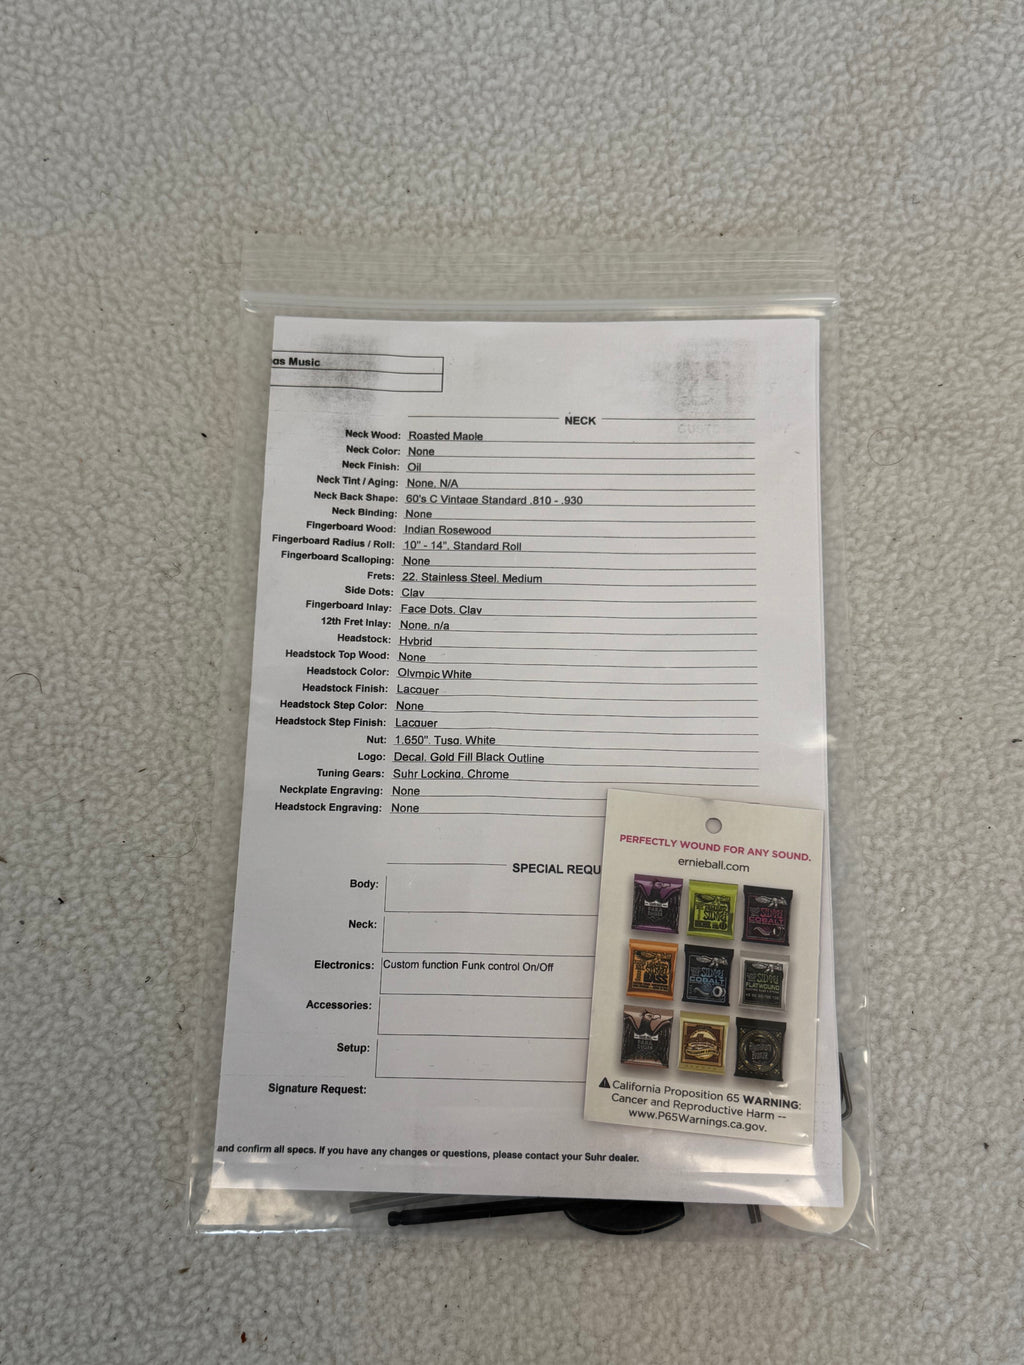 as Music
NECK
Neck Wood: Roasted Maple
Neck Color: None
Neck Finish: Oil
Neck Tint / Aging: None, N/A
Neck Back Shape: 60's C Vintage Standard .810 - .930
Neck Binding: None
Fingerboard Wood: Indian Rosewood
Fingerboard Radius / Roll: 10" - 14", Standard Roll
Fingerboard Scalloping: None
Frets: 22, Stainless Steel, Medium
Side Dots: Clay
Fingerboard Inlay: Face Dots, Clay
12th Fret Inlay: None, n/a
Headstock: Hybrid
Headstock Top Wood: None
Headstock Color: Olympic White
Headstock Finish: Lacquer
Headstock Step Color: None
Headstock Step Finish: Lacquer
Nut: 1.650", Tusq, White
Logo: Decal, Gold Fill Black Outline
Tuning Gears: Suhr Locking, Chrome
Neckplate Engraving: None
Headstock Engraving: None
SPECIAL REQU
Body:
Neck:
Electronics: Custom function Funk control On/Off
Accessories:
Setup:
Signature Request:
and confirm all specs. If you have any changes or questions, please contact your Suhr dealer.
PERFECTLY WOUND FOR ANY SOUND.
ernieball.com
SLINKY
COBALT
BASS
SLINKY
COBALT
SLINKY
FLATWOUND
California Proposition 65 WARNING:
Cancer and Reproductive Harm --
www.P65Warnings.ca.gov.